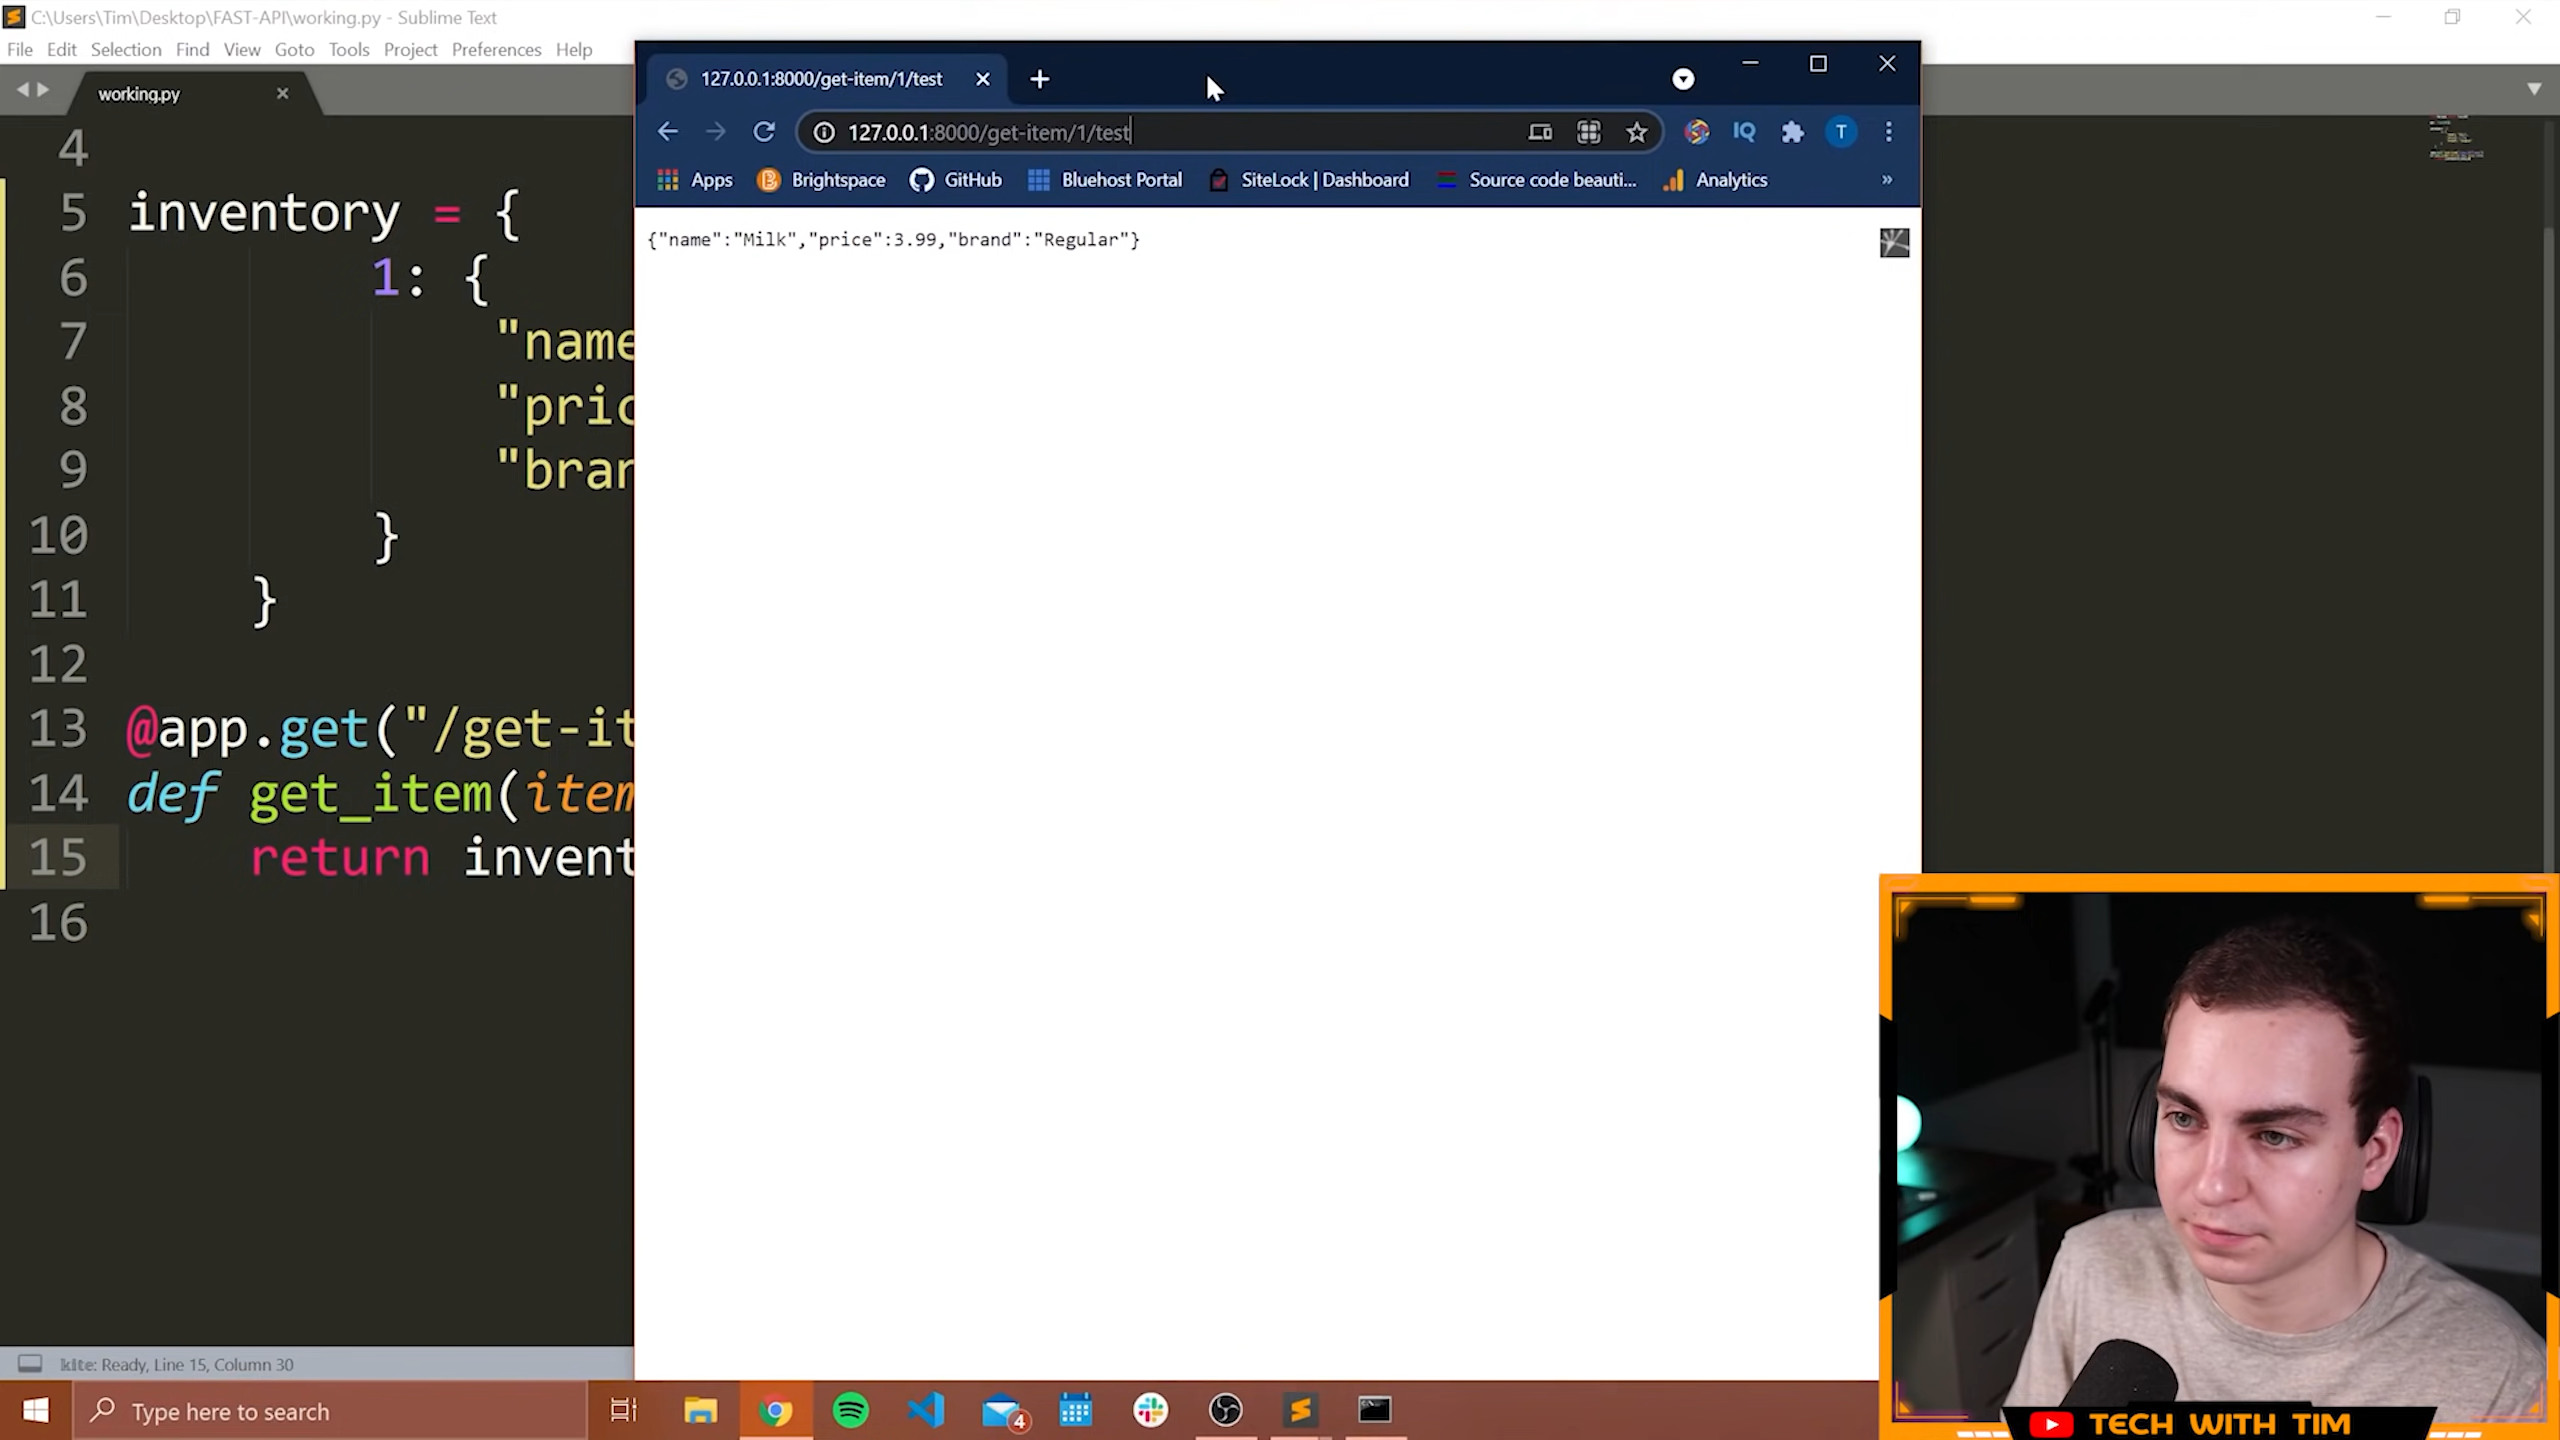 C:\Users\Tim\Desktop\FAST-API\working.py - Sublime Text
File Edit Selection Find View Goto Tools Project Preferences Help
working.py
4
5 inventory = {
6 1: {
7 "name
8 "pric
9 "bran
10 }
11 }
12
13 @app.get("/get-it
14 def get_item(item
15 return invent
16
127.0.0.1:8000/get-item/1/test
127.0.0.1:8000/get-item/1/test
IQ
T
Apps Brightspace GitHub Bluehost Portal SiteLock | Dashboard Source code beauti... Analytics »
{"name":"Milk","price":3.99,"brand":"Regular"}
kite: Ready, Line 15, Column 30
Type here to search
4
TECH WITH TIM